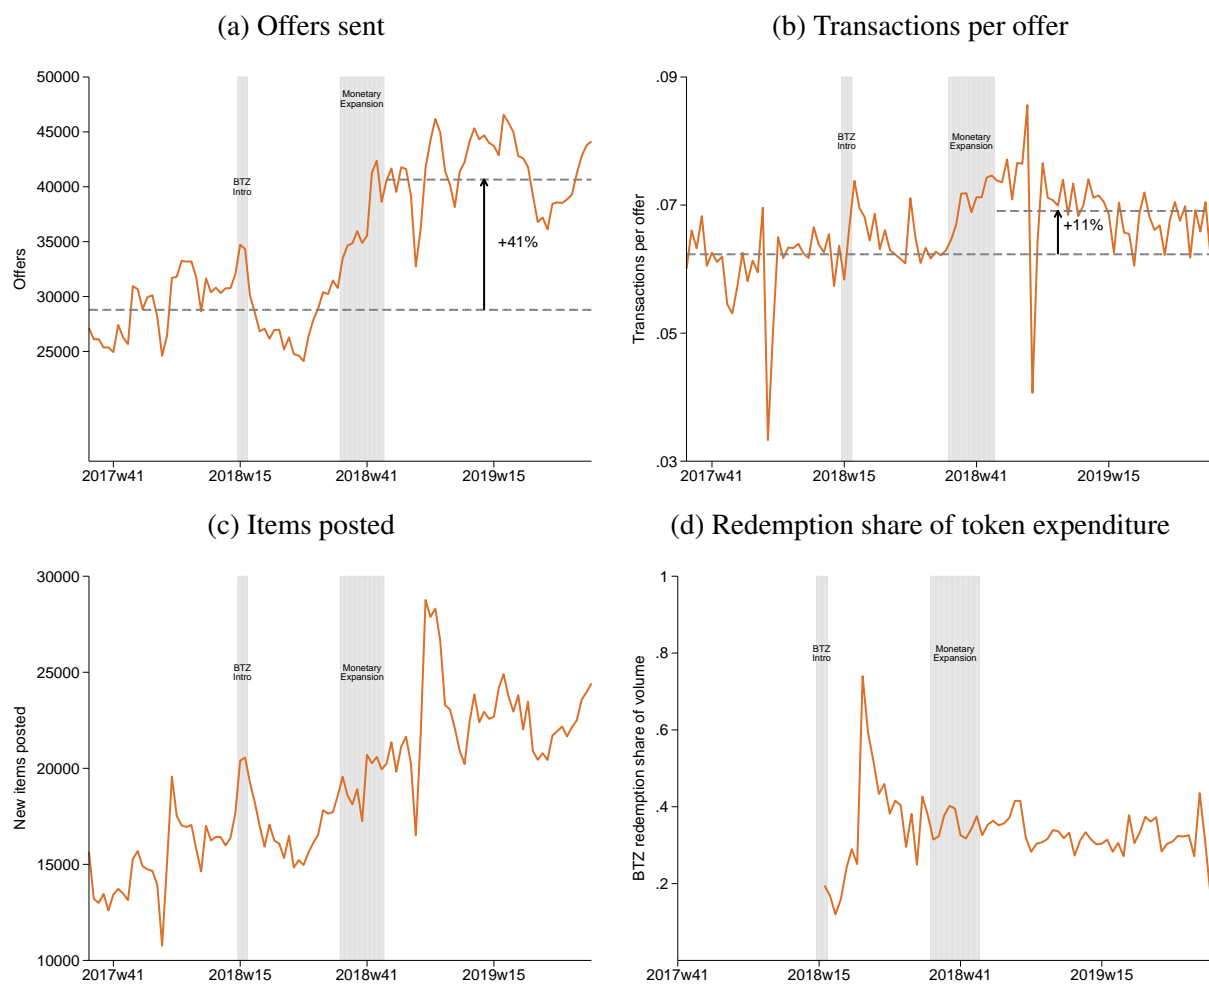 (a) Offers sent
50000
45000
40000
35000
30000
25000
Offers
BTZ
Intro
Monetary
Expansion
+41%
2017w41
2018w15
2018w41
2019w15
(b) Transactions per offer
.09
.07
.05
.03
Transactions per offer
BTZ
Intro
Monetary
Expansion
+11%
2017w41
2018w15
2018w41
2019w15
(c) Items posted
30000
25000
20000
15000
10000
New items posted
BTZ
Intro
Monetary
Expansion
2017w41
2018w15
2018w41
2019w15
(d) Redemption share of token expenditure
1
.8
.6
.4
.2
BTZ redemption share of volume
BTZ
Intro
Monetary
Expansion
2017w41
2018w15
2018w41
2019w15